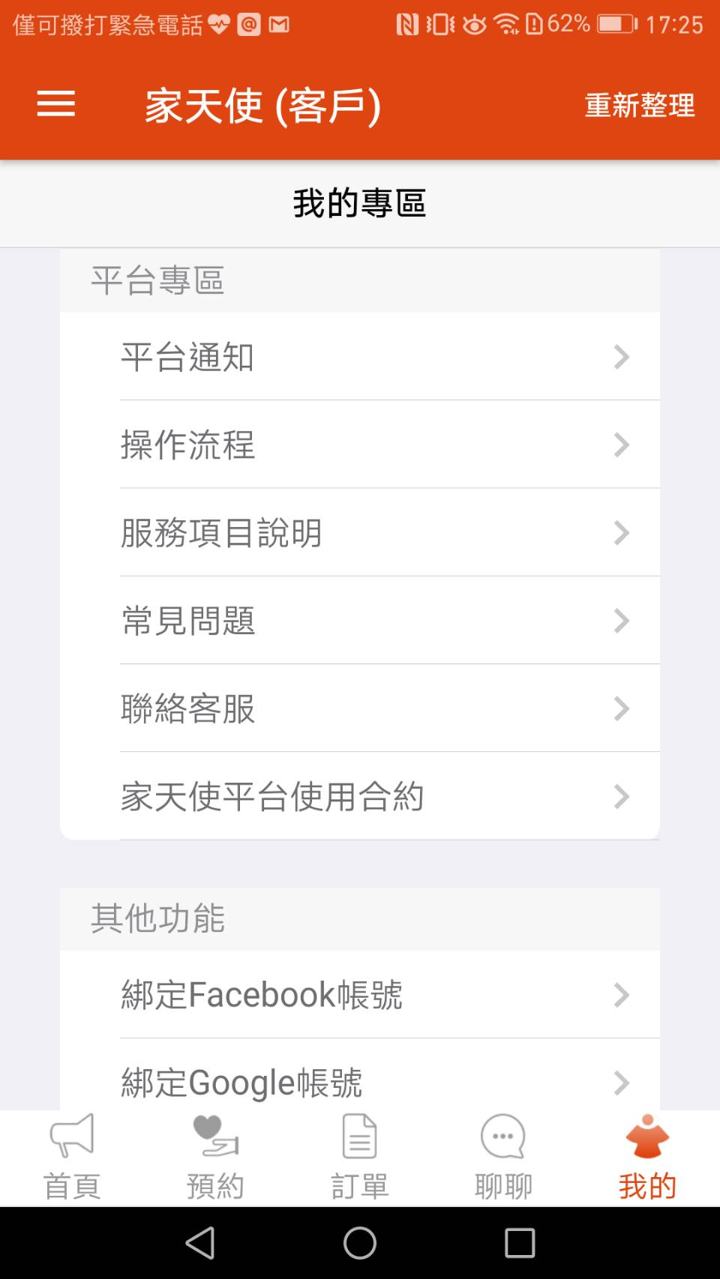 僅可撥打緊急電話 62% 17:25
家天使 (客戶) 重新整理
我的專區
平台專區
平台通知
操作流程
服務項目說明
常見問題
聯絡客服
家天使平台使用合約
其他功能
綁定Facebook帳號
綁定Google帳號
首頁 預約 訂單 聊聊 我的